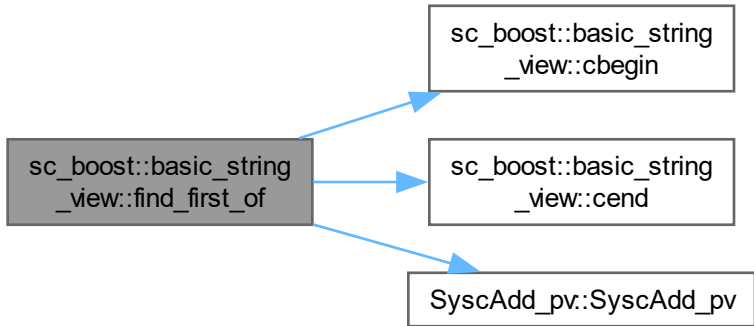 sc_boost::basic_string
_view::find_first_of
sc_boost::basic_string
_view::cbegin
sc_boost::basic_string
_view::cend
SyscAdd_pv::SyscAdd_pv